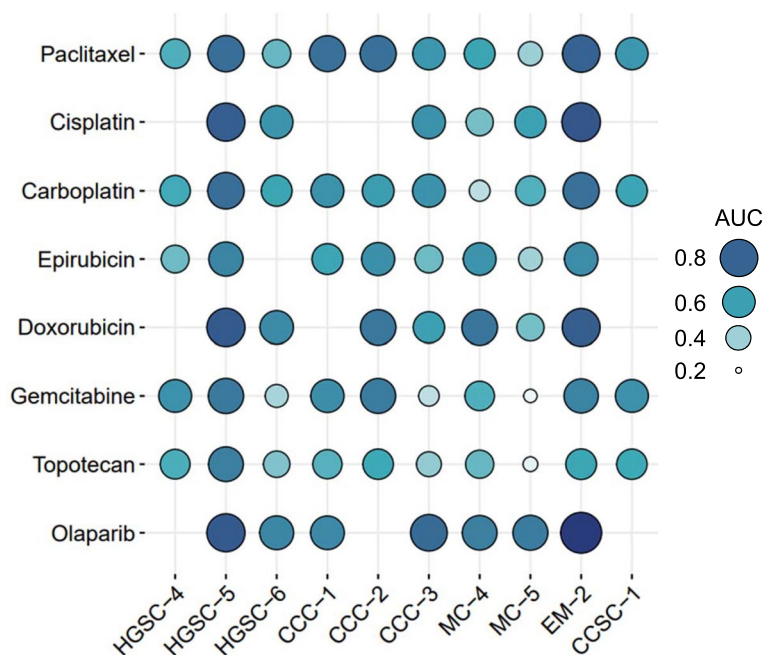 Paclitaxel
Cisplatin
Carboplatin
Epirubicin
Doxorubicin
Gemcitabine
Topotecan
Olaparib
HGSC−4
HGSC−5
HGSC−6
CCC−1
CCC−2
CCC−3
MC−4
MC−5
EM−2
CCSC−1
AUC
0.8
0.6
0.4
0.2